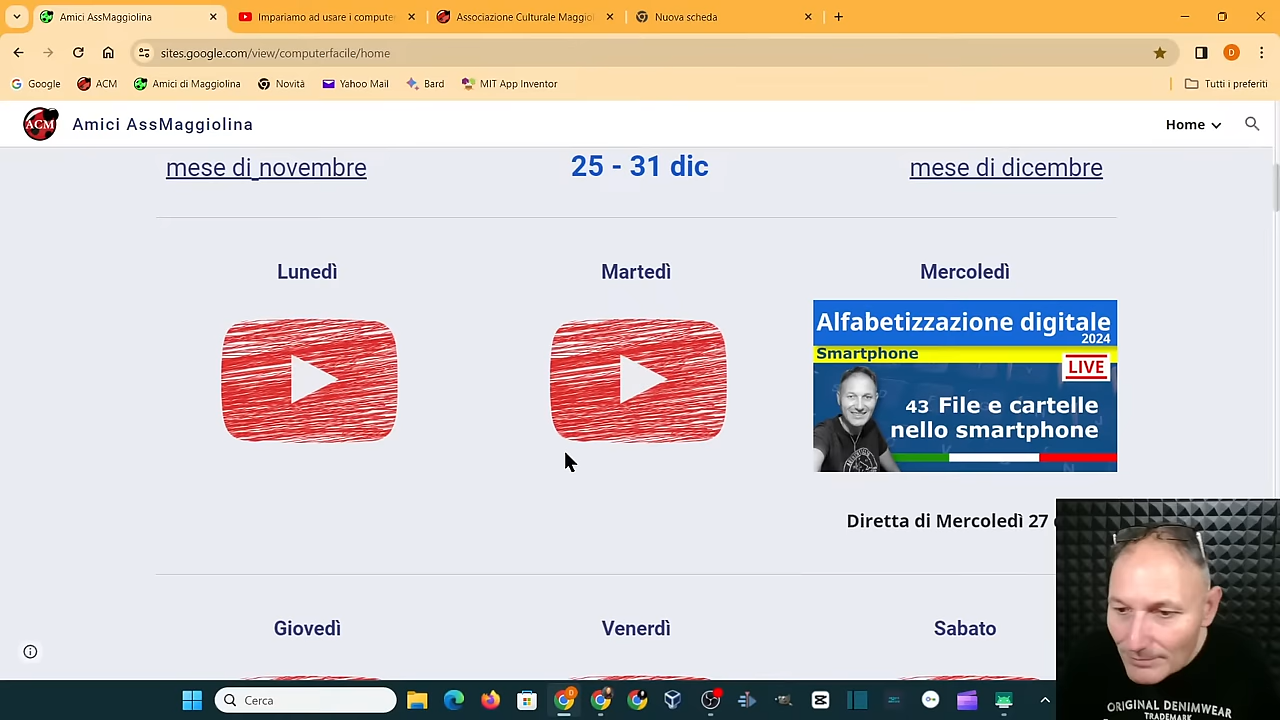 Amici AssMaggiolina
Impariamo ad usare i compute
Associazione Culturale Maggio
Nuova scheda
sites.google.com/view/computerfacile/home
D
G Google
ACM
Amici di Maggiolina
Novità
Yahoo Mail
Bard
MIT App Inventor
Tutti i preferiti
ACM
Amici AssMaggiolina
Home
mese di novembre
25 - 31 dic
mese di dicembre
Lunedì
Martedì
Mercoledì
Alfabetizzazione digitale
2024
Smartphone
LIVE
43 File e cartelle
nello smartphone
Diretta di Mercoledì 27
Giovedì
Venerdì
Sabato
Cerca
ORIGINAL DENIMWEAR
TRADEMARK